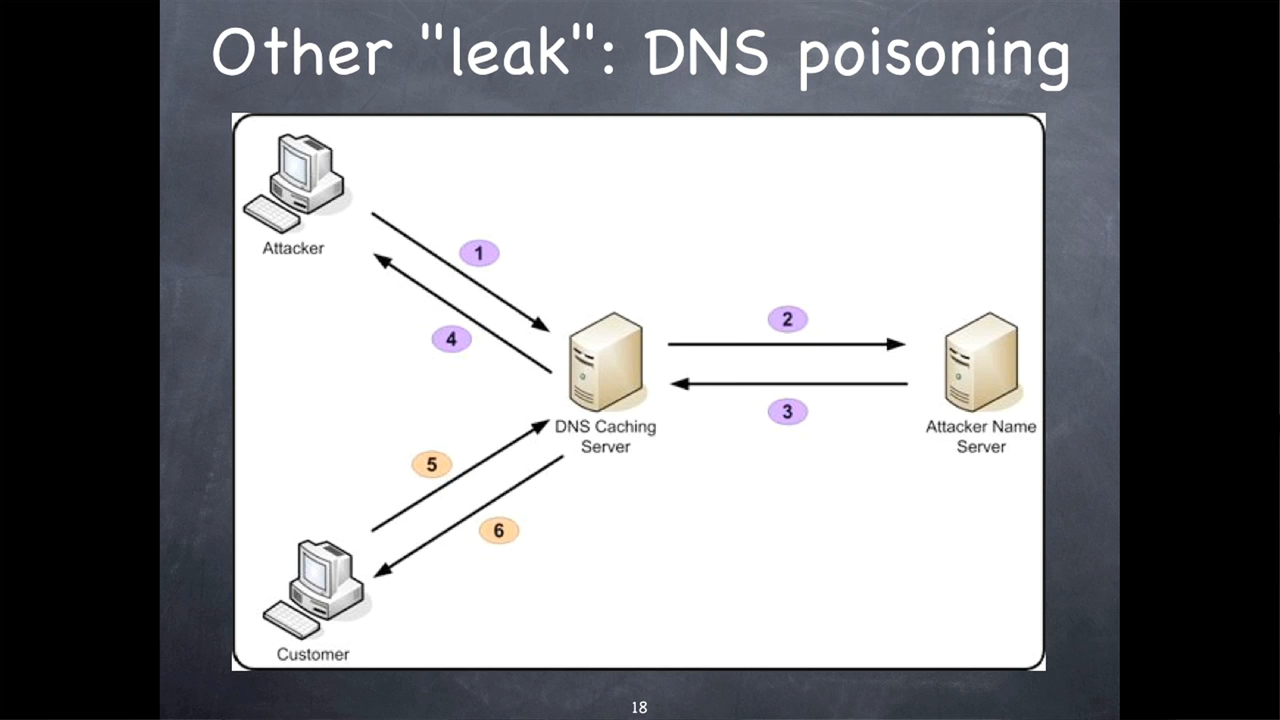 Other "leak": DNS poisoning
Attacker
1
4
2
3
DNS Caching
Server
Attacker Name
Server
5
6
Customer
18